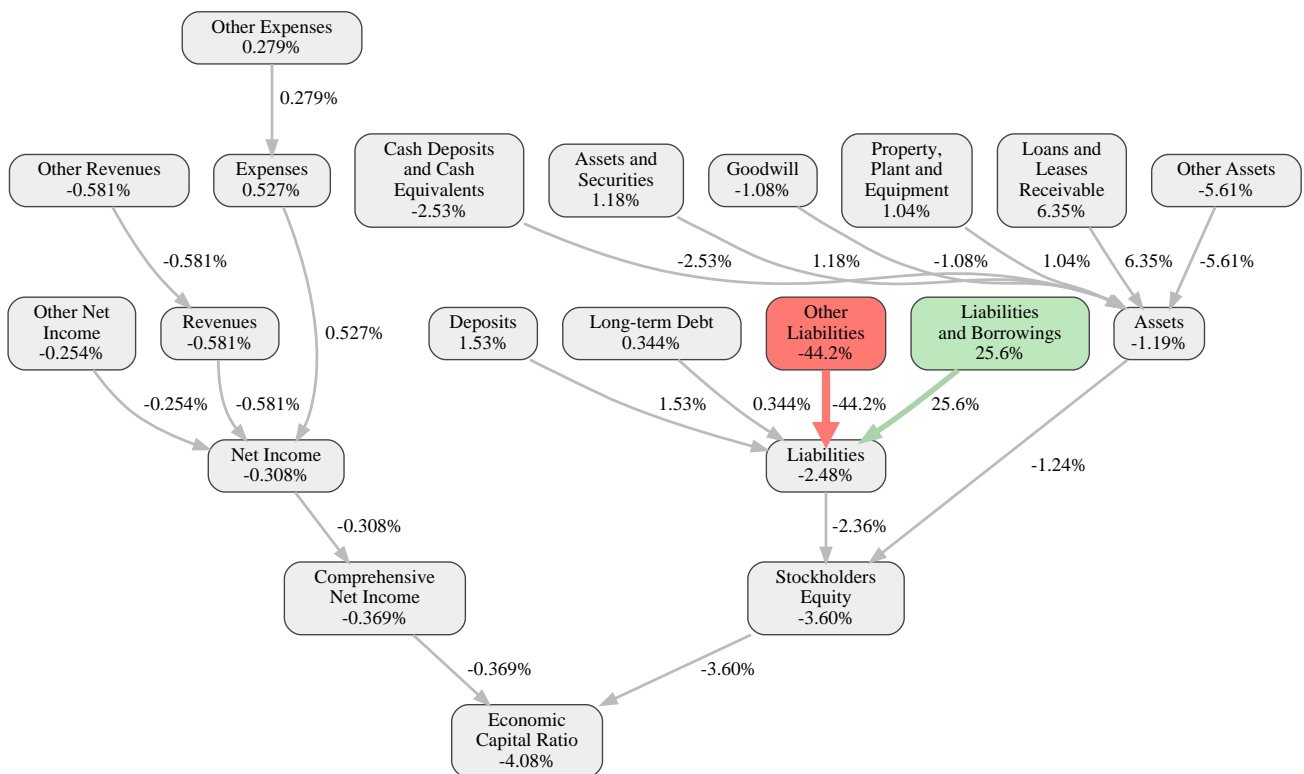 Other Expenses
0.279%
0.279%
Other Revenues
-0.581%
Expenses
0.527%
Cash Deposits
and Cash
Equivalents
-2.53%
Assets and
Securities
1.18%
Goodwill
-1.08%
Property,
Plant and
Equipment
1.04%
Loans and
Leases
Receivable
6.35%
Other Assets
-5.61%
-0.581%
-2.53%
1.18%
-1.08%
1.04%
6.35%
-5.61%
Other Net
Income
-0.254%
Revenues
-0.581%
0.527%
Deposits
1.53%
Long-term Debt
0.344%
Other
Liabilities
-44.2%
Liabilities
and Borrowings
25.6%
Assets
-1.19%
-0.254%
-0.581%
1.53%
0.344%
-44.2%
25.6%
Net Income
-0.308%
Liabilities
-2.48%
-1.24%
-0.308%
-2.36%
Comprehensive
Net Income
-0.369%
Stockholders
Equity
-3.60%
-0.369%
-3.60%
Economic
Capital Ratio
-4.08%